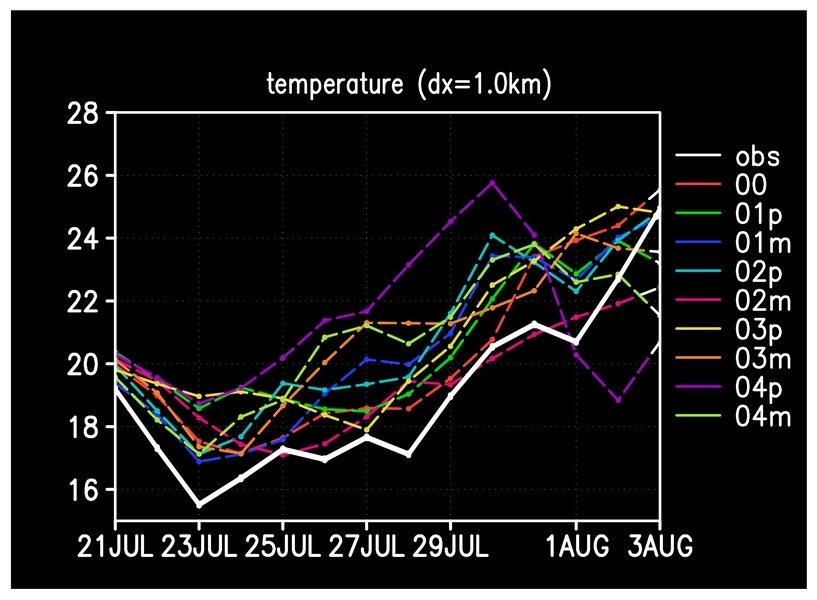 temperature (dx=1.0km)
28
26
24
22
20
18
16
21JUL 23JUL 25JUL 27JUL 29JUL 1AUG 3AUG
obs
00
01p
01m
02p
02m
03p
03m
04p
04m